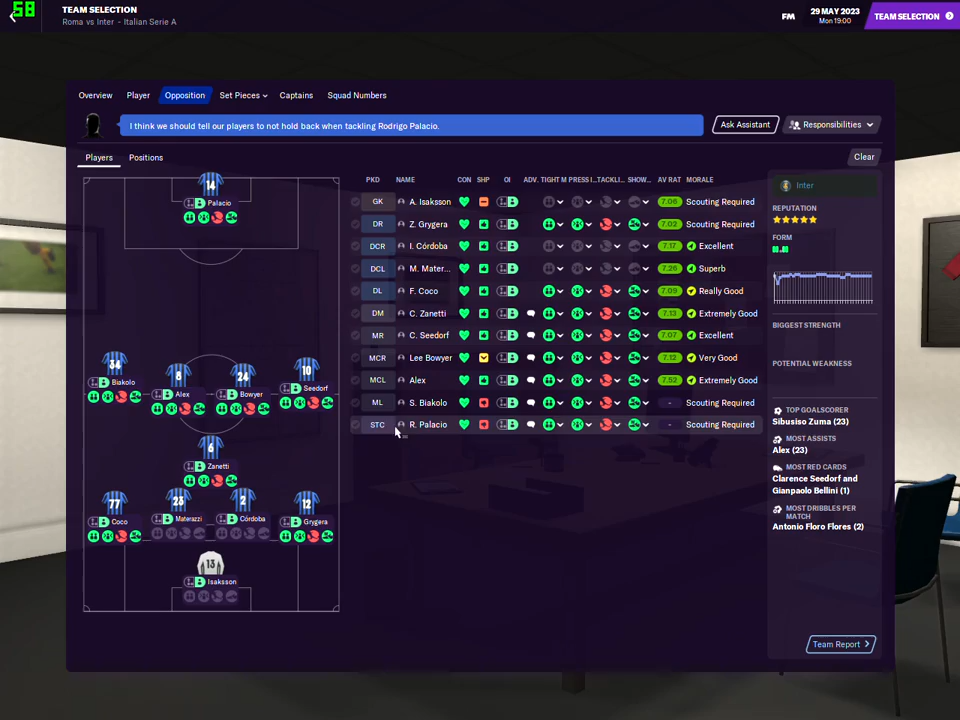 58
TEAM SELECTION
Roma vs Inter - Italian Serie A
FM
29 MAY 2023
Mon 19:00
TEAM SELECTION
Overview Player Opposition Set Pieces Captains Squad Numbers
I think we should tell our players to not hold back when tackling Rodrigo Palacio.
Ask Assistant
Responsibilities
Players Positions
Clear
PKD NAME CON SHP OI ADV. TIGHT M PRESS I... TACKLI... SHOW... AV RAT MORALE
GK A. Isaksson 7.06 Scouting Required
DR Z. Grygera 7.02 Scouting Required
DCR I. Córdoba 7.17 Excellent
DCL M. Mater... 7.26 Superb
DL F. Coco 7.09 Really Good
DM C. Zanetti 7.13 Extremely Good
MR C. Seedorf 7.07 Excellent
MCR Lee Bowyer 7.12 Very Good
MCL Alex 7.52 Extremely Good
ML S. Biakolo - Scouting Required
STC R. Palacio - Scouting Required
14
Palacio
34
Biakolo
8
Alex
24
Bowyer
10
Seedorf
6
Zanetti
77
Coco
23
Materazzi
2
Córdoba
12
Grygera
13
Isaksson
Inter
REPUTATION
FORM
BIGGEST STRENGTH
POTENTIAL WEAKNESS
TOP GOALSCORER
Sibusiso Zuma (23)
MOST ASSISTS
Alex (23)
MOST RED CARDS
Clarence Seedorf and
Gianpaolo Bellini (1)
MOST DRIBBLES PER
MATCH
Antonio Floro Flores (2)
Team Report